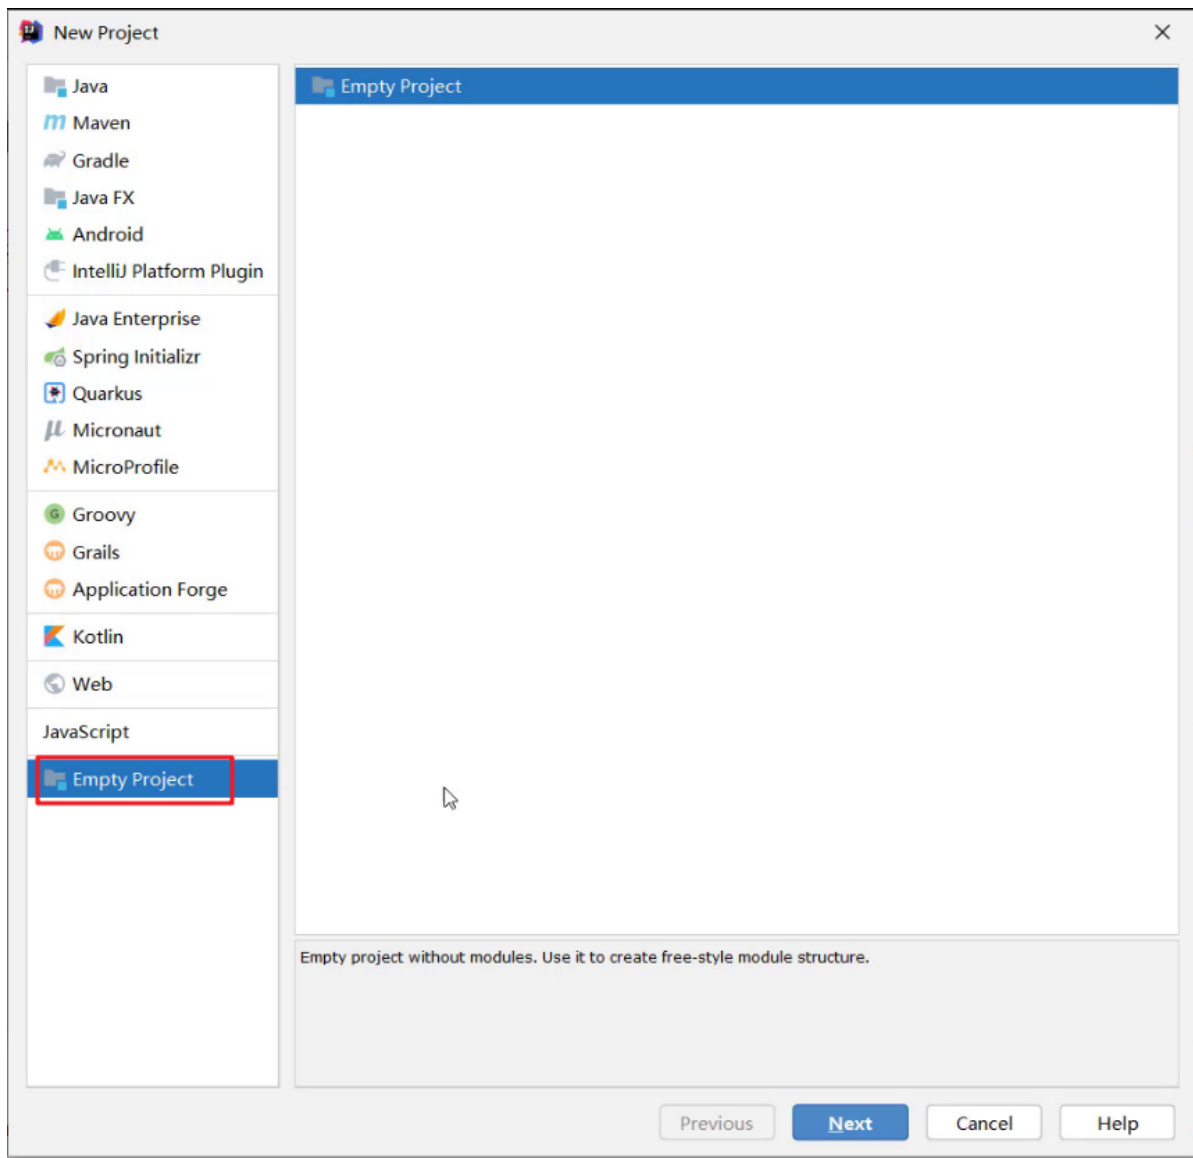 New Project
Java
Maven
Gradle
Java FX
Android
IntelliJ Platform Plugin
Java Enterprise
Spring Initializr
Quarkus
Micronaut
MicroProfile
Groovy
Grails
Application Forge
Kotlin
Web
JavaScript
Empty Project
Empty Project
Empty project without modules. Use it to create free-style module structure.
Previous
Next
Cancel
Help